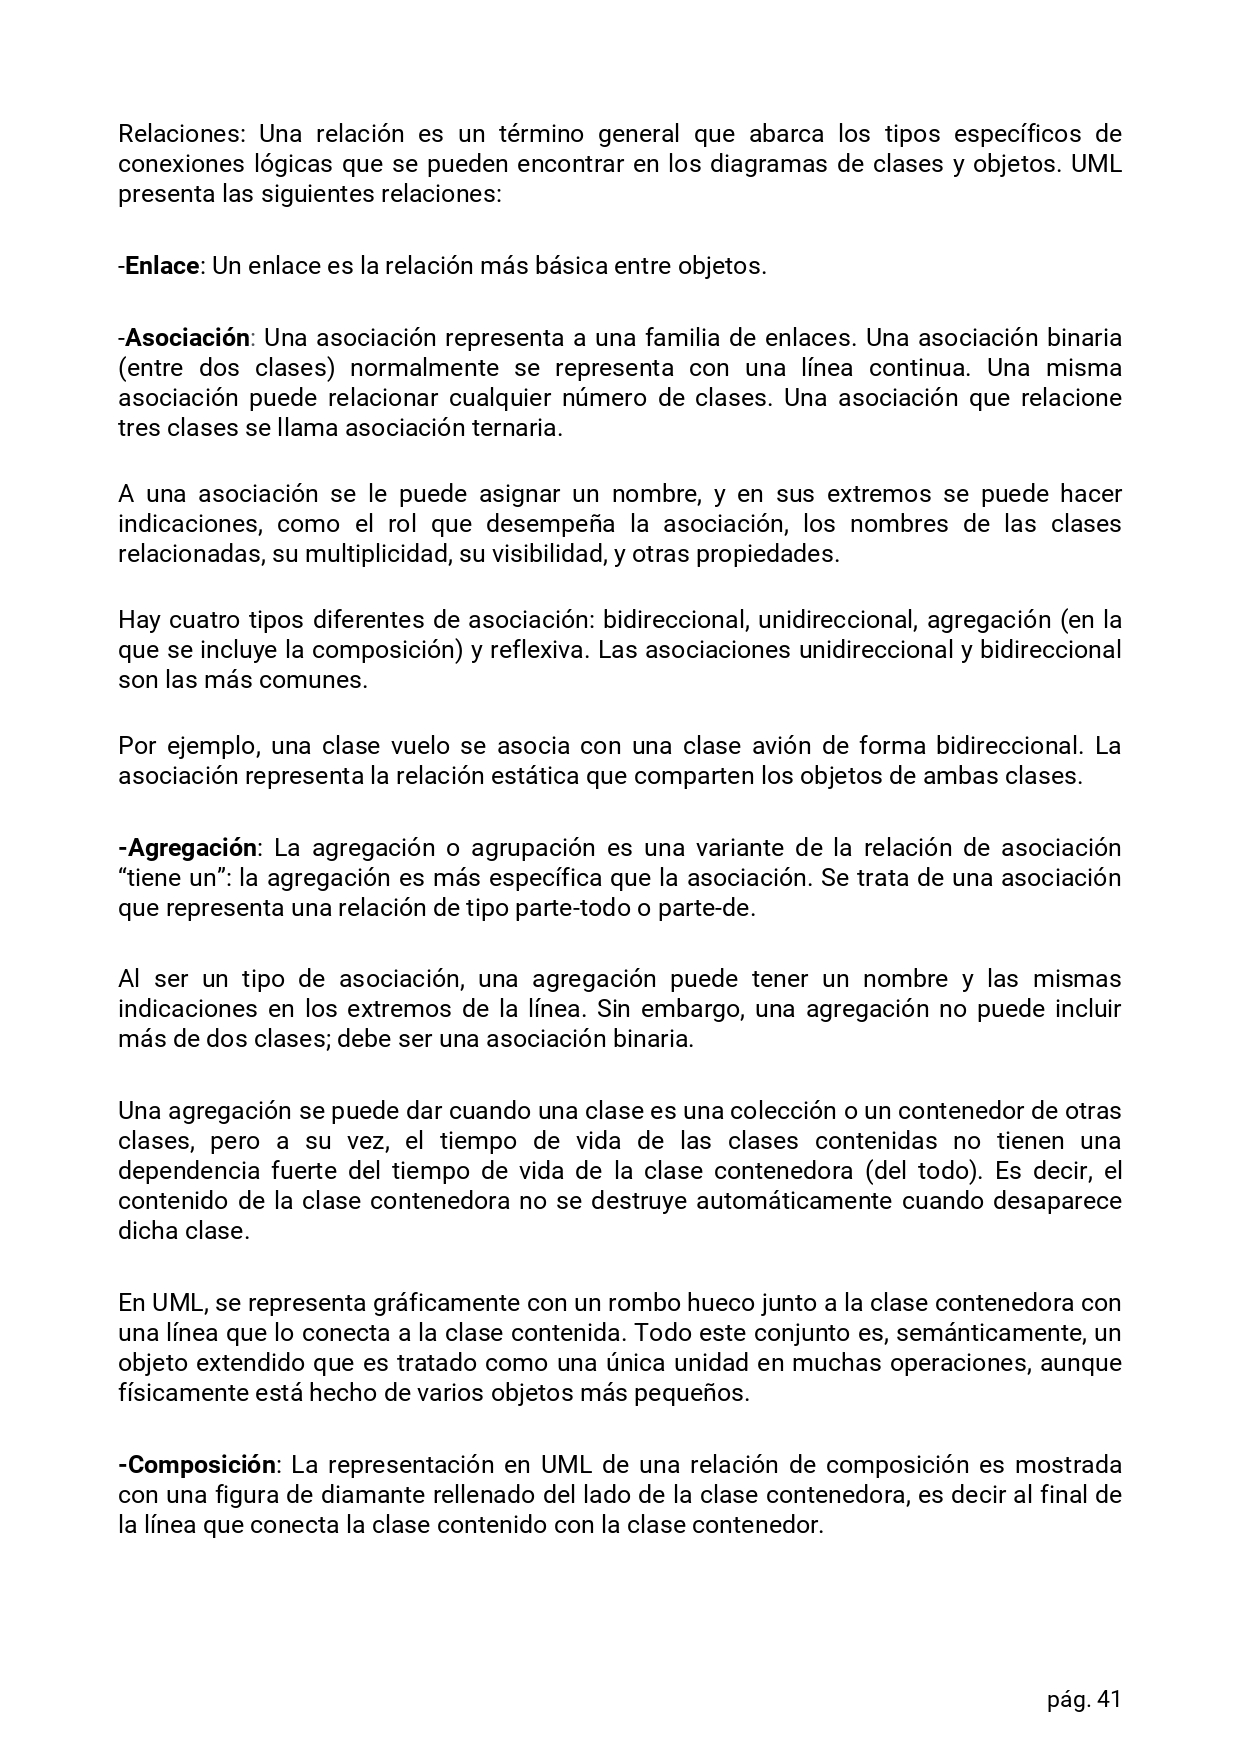 Relaciones: Una relación es un término general que abarca los tipos específicos de
conexiones lógicas que se pueden encontrar en los diagramas de clases y objetos. UML
presenta las siguientes relaciones:
-Enlace: Un enlace es la relación más básica entre objetos.
-Asociación: Una asociación representa a una familia de enlaces. Una asociación binaria
(entre dos clases) normalmente se representa con una línea continua. Una misma
asociación puede relacionar cualquier número de clases. Una asociación que relacione
tres clases se llama asociación ternaria.
A una asociación se le puede asignar un nombre, y en sus extremos se puede hacer
indicaciones, como el rol que desempeña la asociación, los nombres de las clases
relacionadas, su multiplicidad, su visibilidad, y otras propiedades.
Hay cuatro tipos diferentes de asociación: bidireccional, unidireccional, agregación (en la
que se incluye la composición) y reflexiva. Las asociaciones unidireccional y bidireccional
son las más comunes.
Por ejemplo, una clase vuelo se asocia con una clase avión de forma bidireccional. La
asociación representa la relación estática que comparten los objetos de ambas clases.
-Agregación: La agregación o agrupación es una variante de la relación de asociación
“tiene un”: la agregación es más específica que la asociación. Se trata de una asociación
que representa una relación de tipo parte-todo o parte-de.
Al ser un tipo de asociación, una agregación puede tener un nombre y las mismas
indicaciones en los extremos de la línea. Sin embargo, una agregación no puede incluir
más de dos clases; debe ser una asociación binaria.
Una agregación se puede dar cuando una clase es una colección o un contenedor de otras
clases, pero a su vez, el tiempo de vida de las clases contenidas no tienen una
dependencia fuerte del tiempo de vida de la clase contenedora (del todo). Es decir, el
contenido de la clase contenedora no se destruye automáticamente cuando desaparece
dicha clase.
En UML, se representa gráficamente con un rombo hueco junto a la clase contenedora con
una línea que lo conecta a la clase contenida. Todo este conjunto es, semánticamente, un
objeto extendido que es tratado como una única unidad en muchas operaciones, aunque
físicamente está hecho de varios objetos más pequeños.
-Composición: La representación en UML de una relación de composición es mostrada
con una figura de diamante rellenado del lado de la clase contenedora, es decir al final de
la línea que conecta la clase contenido con la clase contenedor.
pág. 41